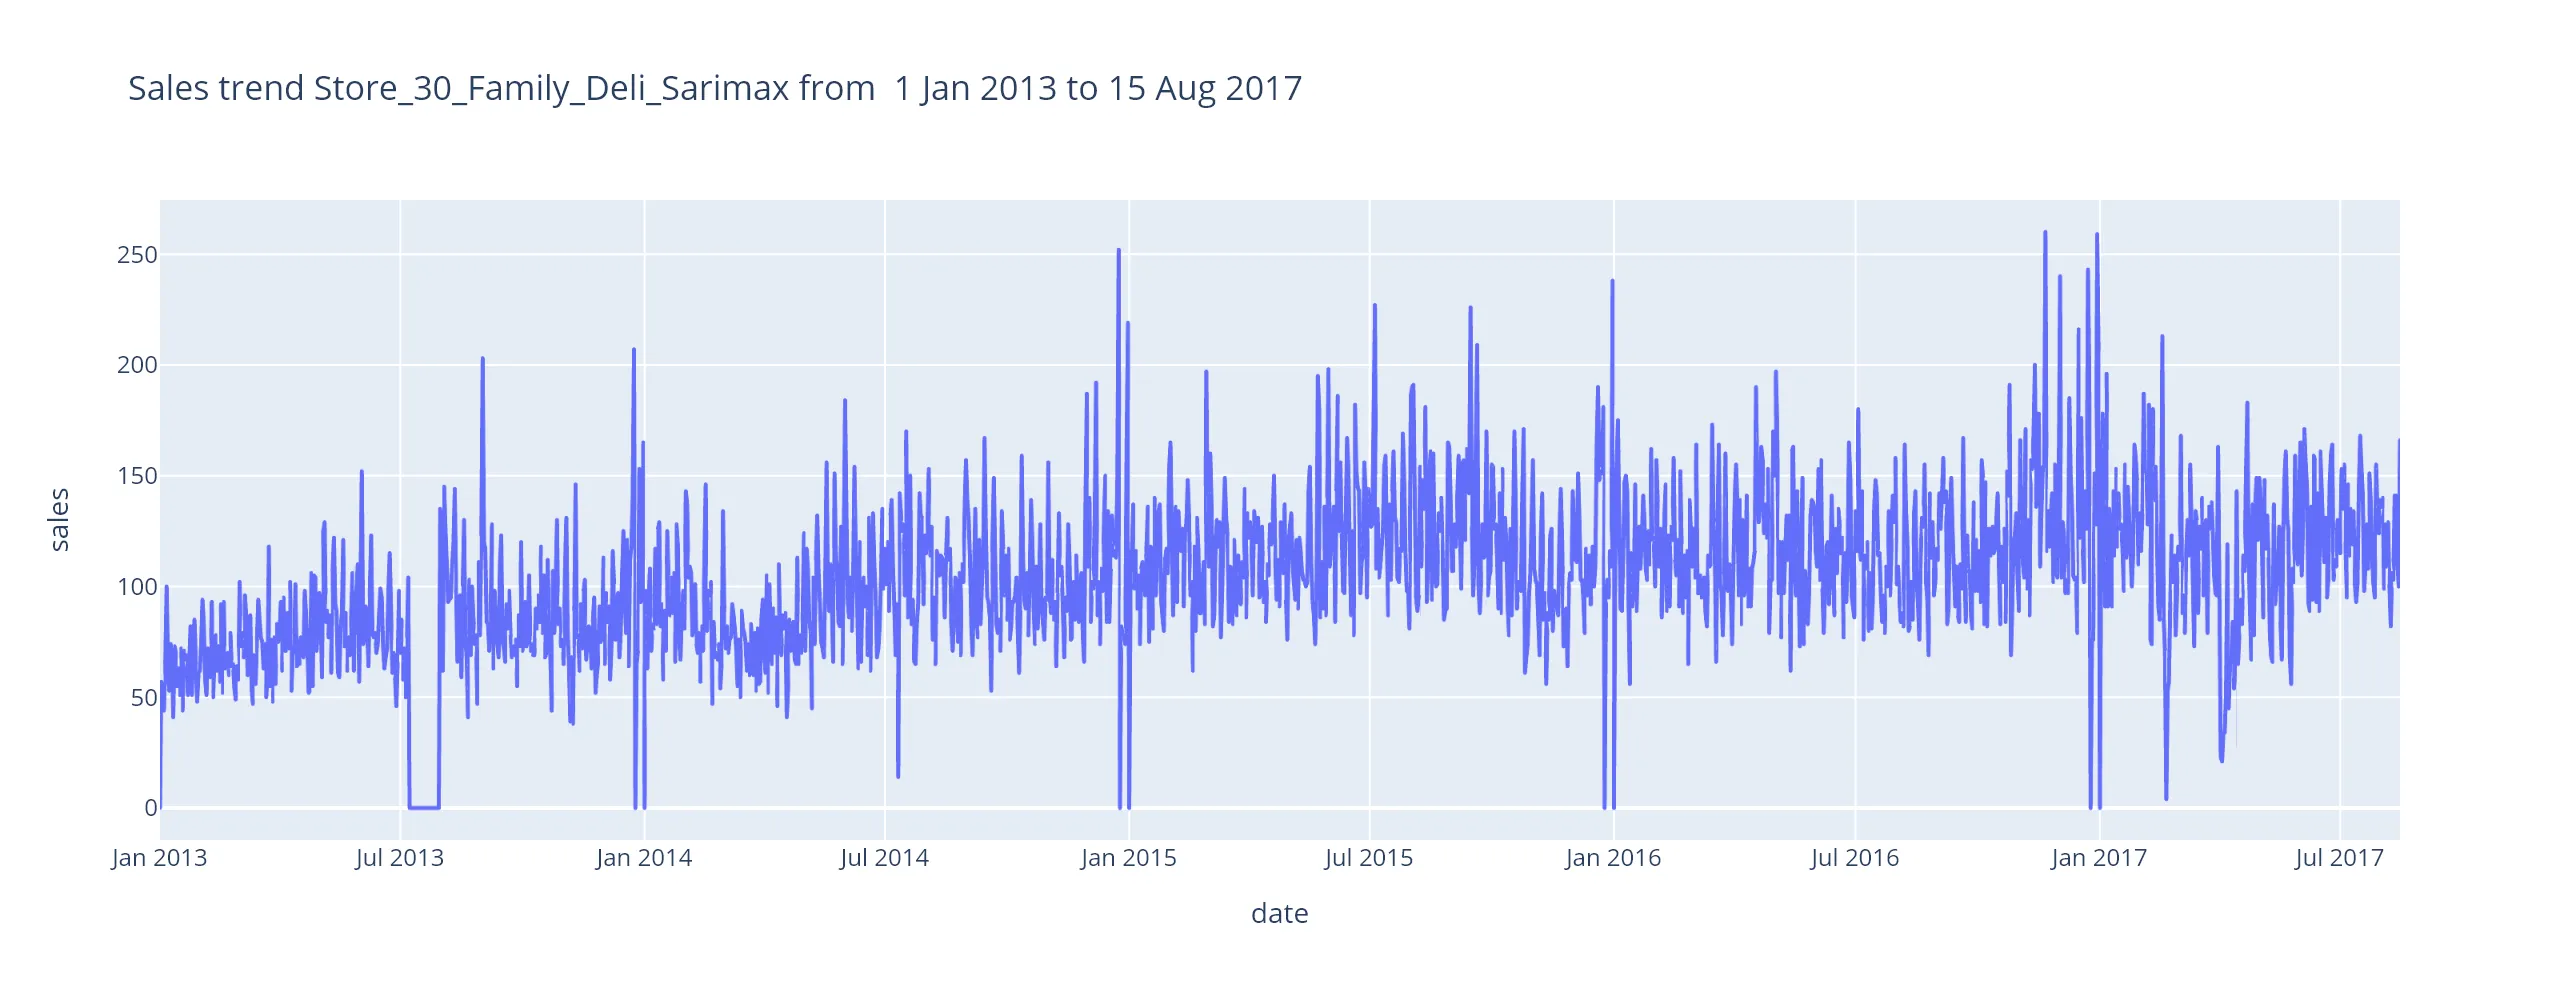 Sales trend Store_30_Family_Deli_Sarimax from  1 Jan 2013 to 15 Aug 2017
250
200
150
100
50
0
sales
Jan 2013
Jul 2013
Jan 2014
Jul 2014
Jan 2015
Jul 2015
Jan 2016
Jul 2016
Jan 2017
Jul 2017
date